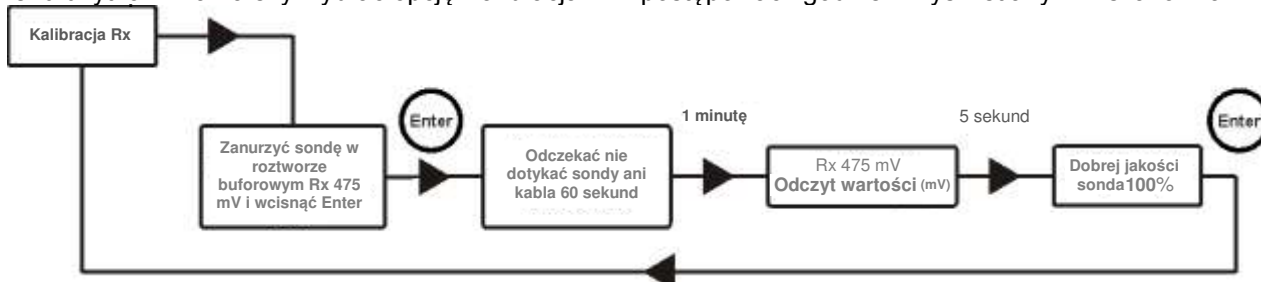 Kalibracja Rx
Zanurzyć sondę w
roztworze
buforowym Rx 475
mV i wcisnąć Enter
Enter
Odczekać nie
dotykać sondy ani
kabla 60 sekund
1 minutę
Rx 475 mV
Odczyt wartości (mV)
5 sekund
Dobrej jakości
sonda100%
Enter